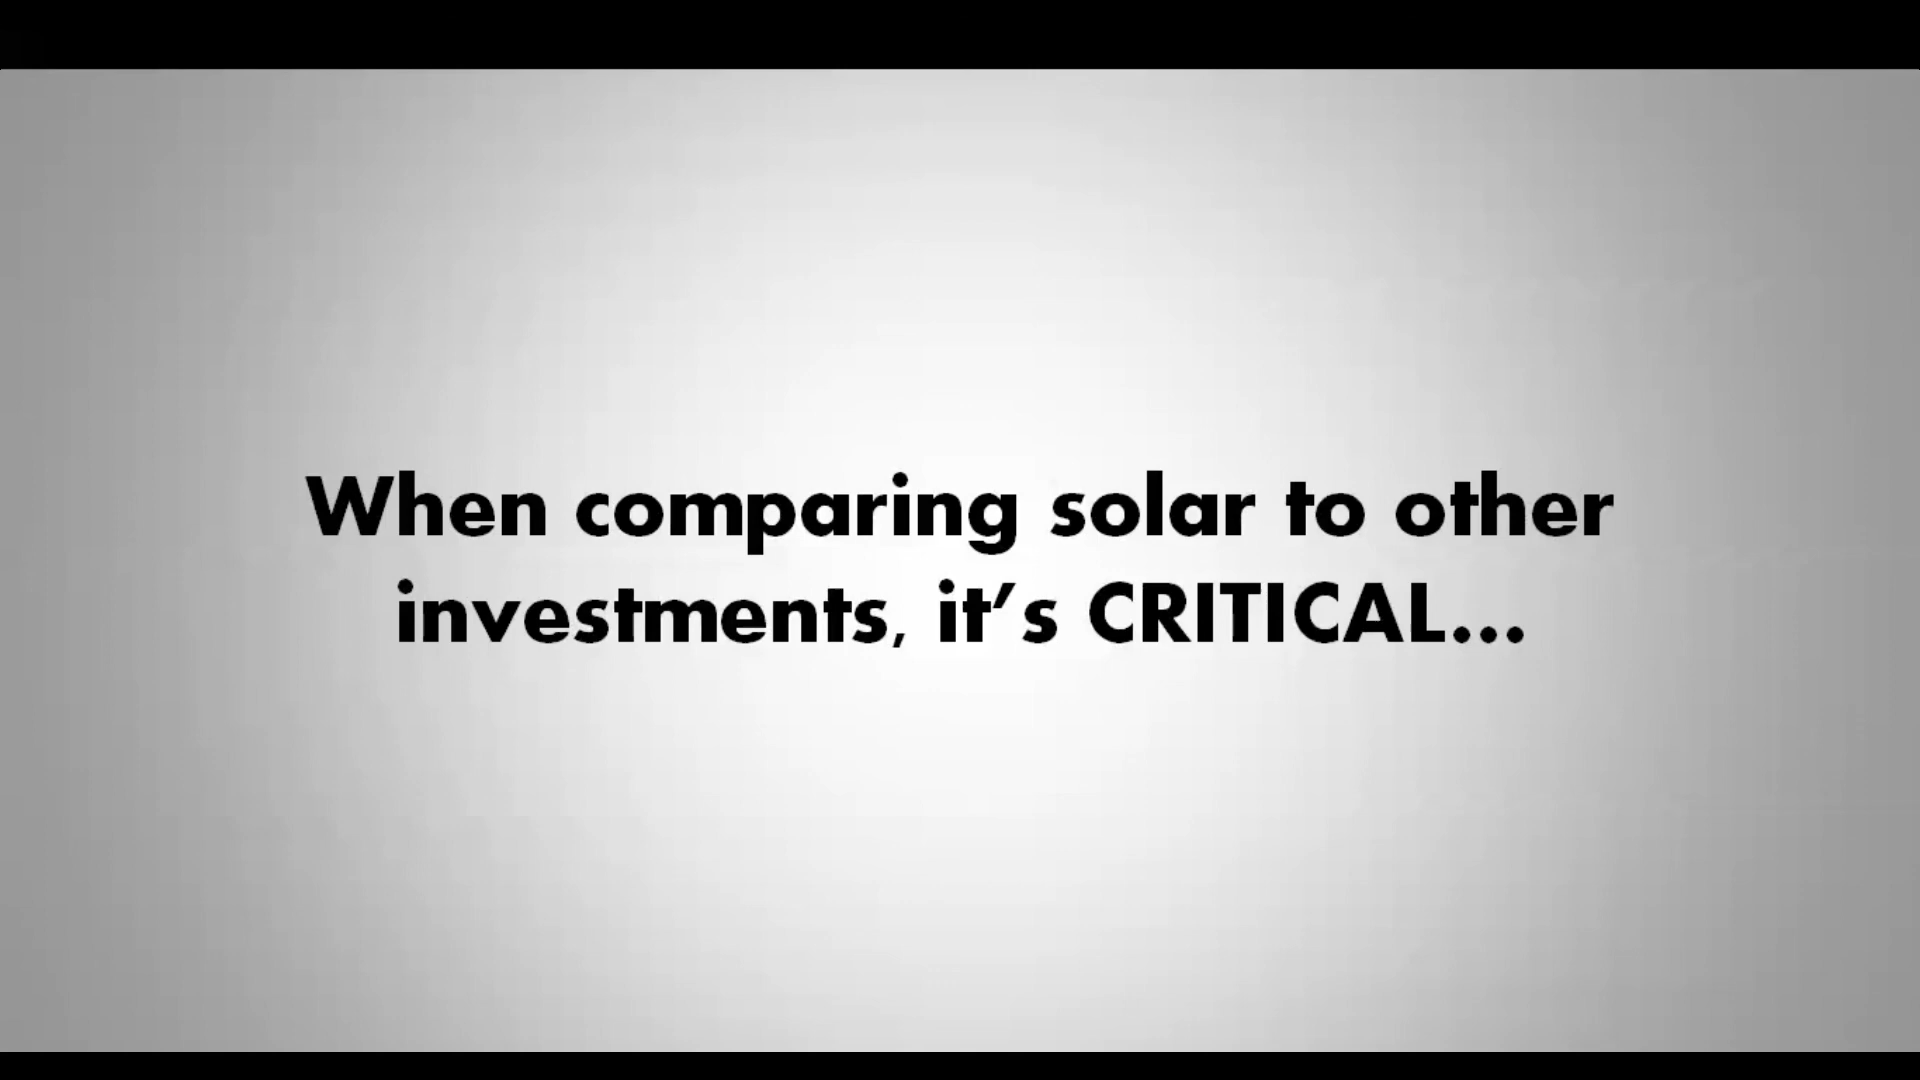 When comparing solar to other
investments, it’s CRITICAL...